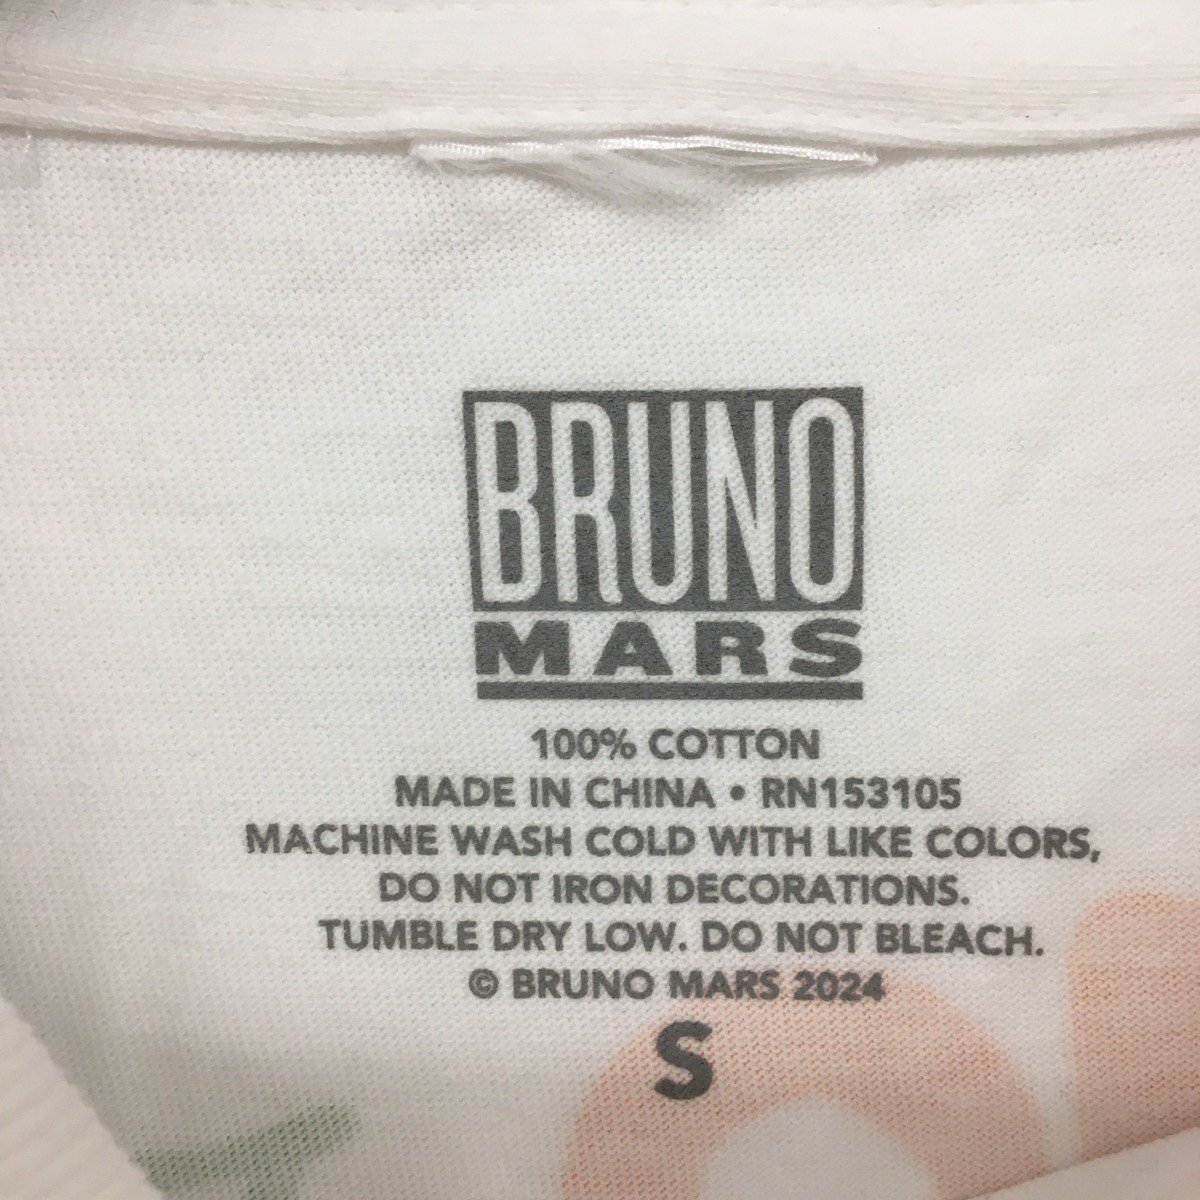 BRUNO
MARS
100% COTTON
MADE IN CHINA • RN153105
MACHINE WASH COLD WITH LIKE COLORS,
DO NOT IRON DECORATIONS.
TUMBLE DRY LOW. DO NOT BLEACH.
© BRUNO MARS 2024
S